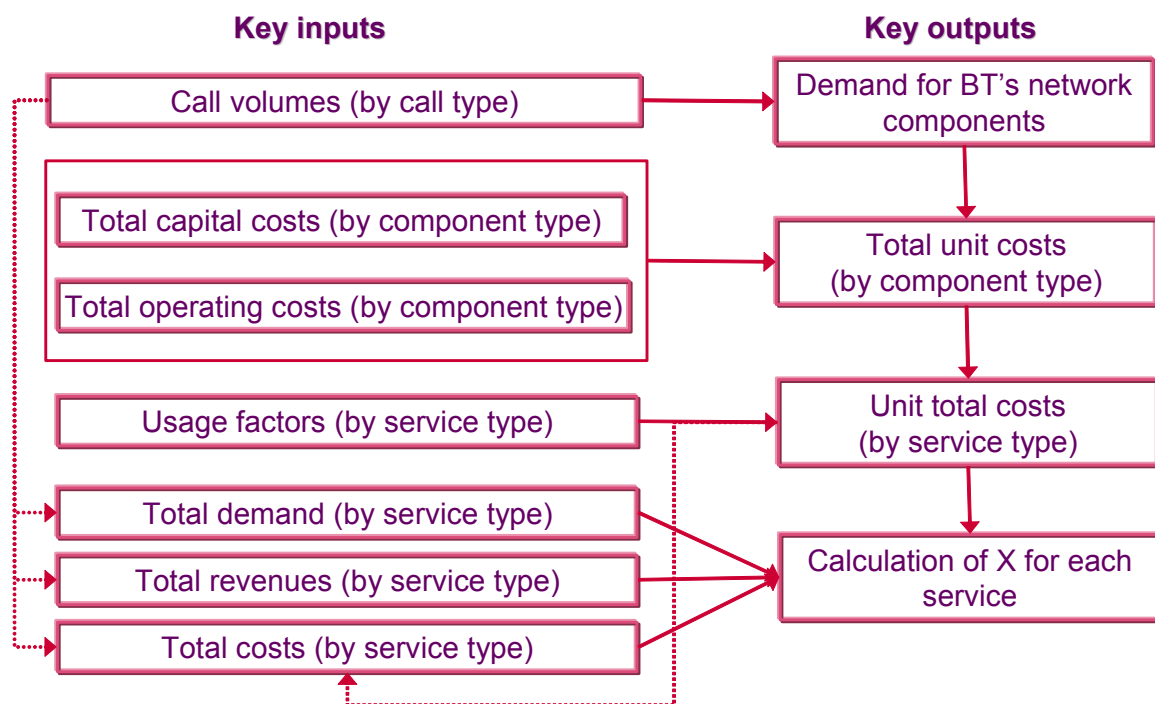 Key inputs
Key outputs
Call volumes (by call type)
Demand for BT's network
components
Total capital costs (by component type)
Total operating costs (by component type)
Total unit costs
(by component type)
Usage factors (by service type)
Unit total costs
(by service type)
Total demand (by service type)
Total revenues (by service type)
Total costs (by service type)
Calculation of X for each
service